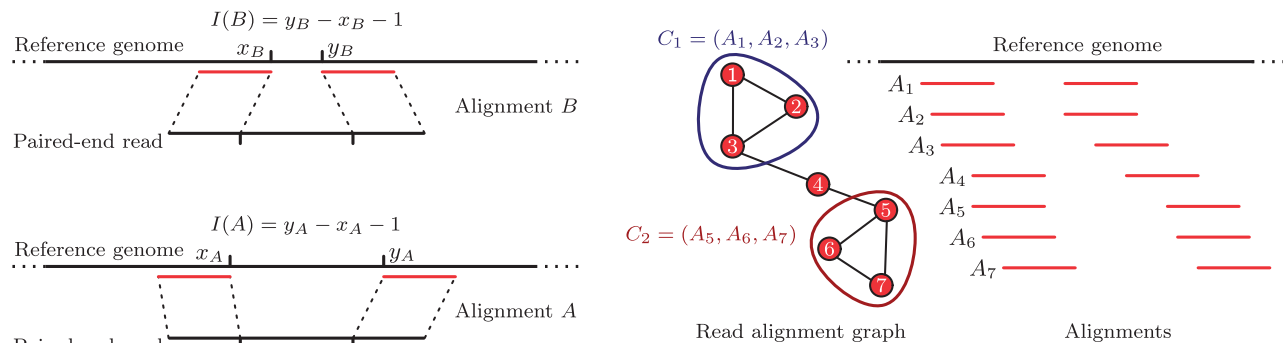 I(B) = y_B − x_B − 1
Reference genome
x_B
y_B
Alignment B
Paired-end read
I(A) = y_A − x_A − 1
Reference genome
x_A
y_A
Alignment A
C_1 = (A_1, A_2, A_3)
1
2
3
4
5
6
7
C_2 = (A_5, A_6, A_7)
Read alignment graph
Reference genome
A_1
A_2
A_3
A_4
A_5
A_6
A_7
Alignments